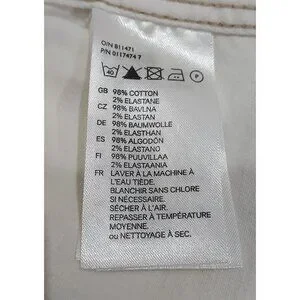 O/N 811471
P/N 0117474 7
40 P
GB 98% COTTON
2% ELASTANE
CZ 98% BAVLNA
2% ELASTAN
DE 98% BAUMWOLLE
2% ELASTHAN
ES 98% ALGODÓN
2% ELASTANO
FI 98% PUUVILLAA
2% ELASTAANIA
FR LAVER À LA MACHINE À
L'EAU TIÈDE.
BLANCHIR SANS CHLORE
SI NÉCESSAIRE.
SÉCHER À L'AIR.
REPASSER À TEMPÉRATURE
MOYENNE.
ou NETTOYAGE À SEC.